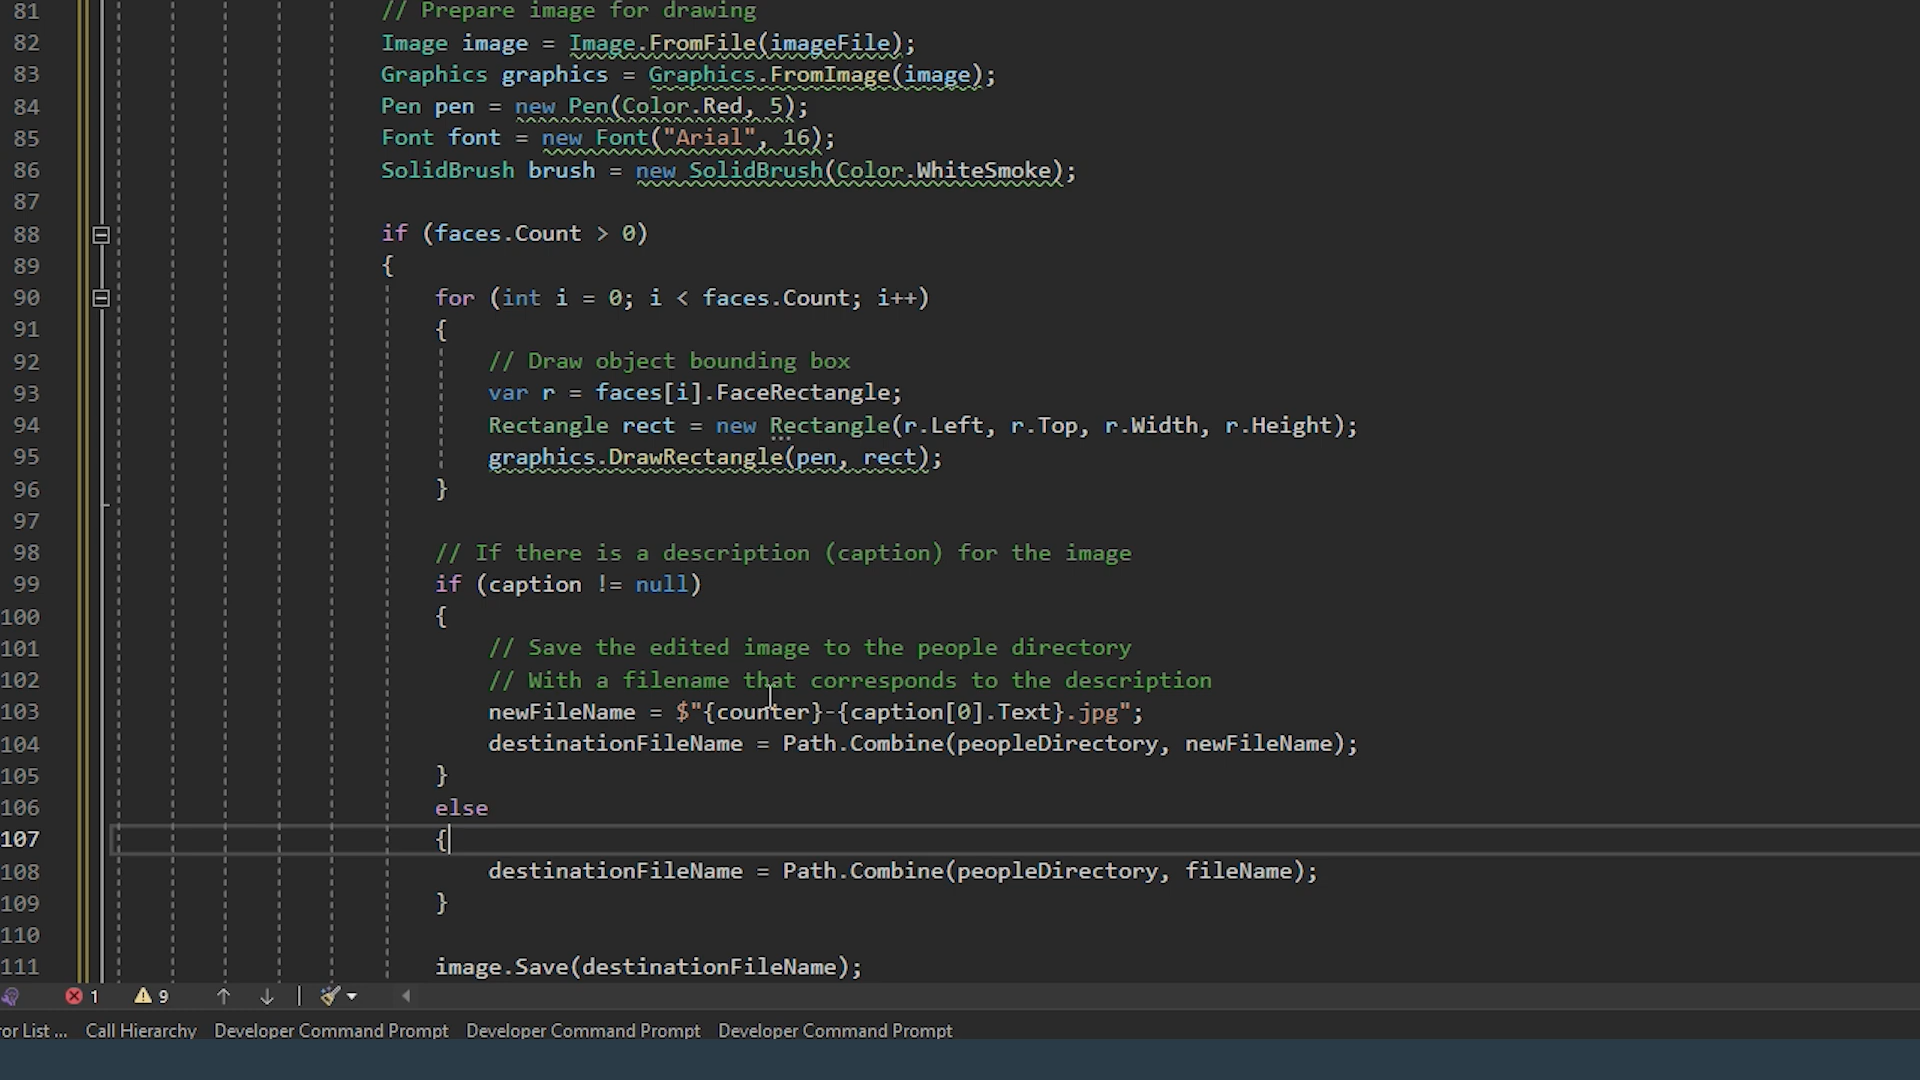 81 // Prepare image for drawing
82 Image image = Image.FromFile(imageFile);
83 Graphics graphics = Graphics.FromImage(image);
84 Pen pen = new Pen(Color.Red, 5);
85 Font font = new Font("Arial", 16);
86 SolidBrush brush = new SolidBrush(Color.WhiteSmoke);
87
88 if (faces.Count > 0)
89 {
90 for (int i = 0; i < faces.Count; i++)
91 {
92 // Draw object bounding box
93 var r = faces[i].FaceRectangle;
94 Rectangle rect = new Rectangle(r.Left, r.Top, r.Width, r.Height);
95 graphics.DrawRectangle(pen, rect);
96 }
97
98 // If there is a description (caption) for the image
99 if (caption != null)
100 {
101 // Save the edited image to the people directory
102 // With a filename that corresponds to the description
103 newFileName = $"{counter}-{caption[0].Text}.jpg";
104 destinationFileName = Path.Combine(peopleDirectory, newFileName);
105 }
106 else
107 {
108 destinationFileName = Path.Combine(peopleDirectory, fileName);
109 }
110
111 image.Save(destinationFileName);
1 9
or List ... Call Hierarchy Developer Command Prompt Developer Command Prompt Developer Command Prompt